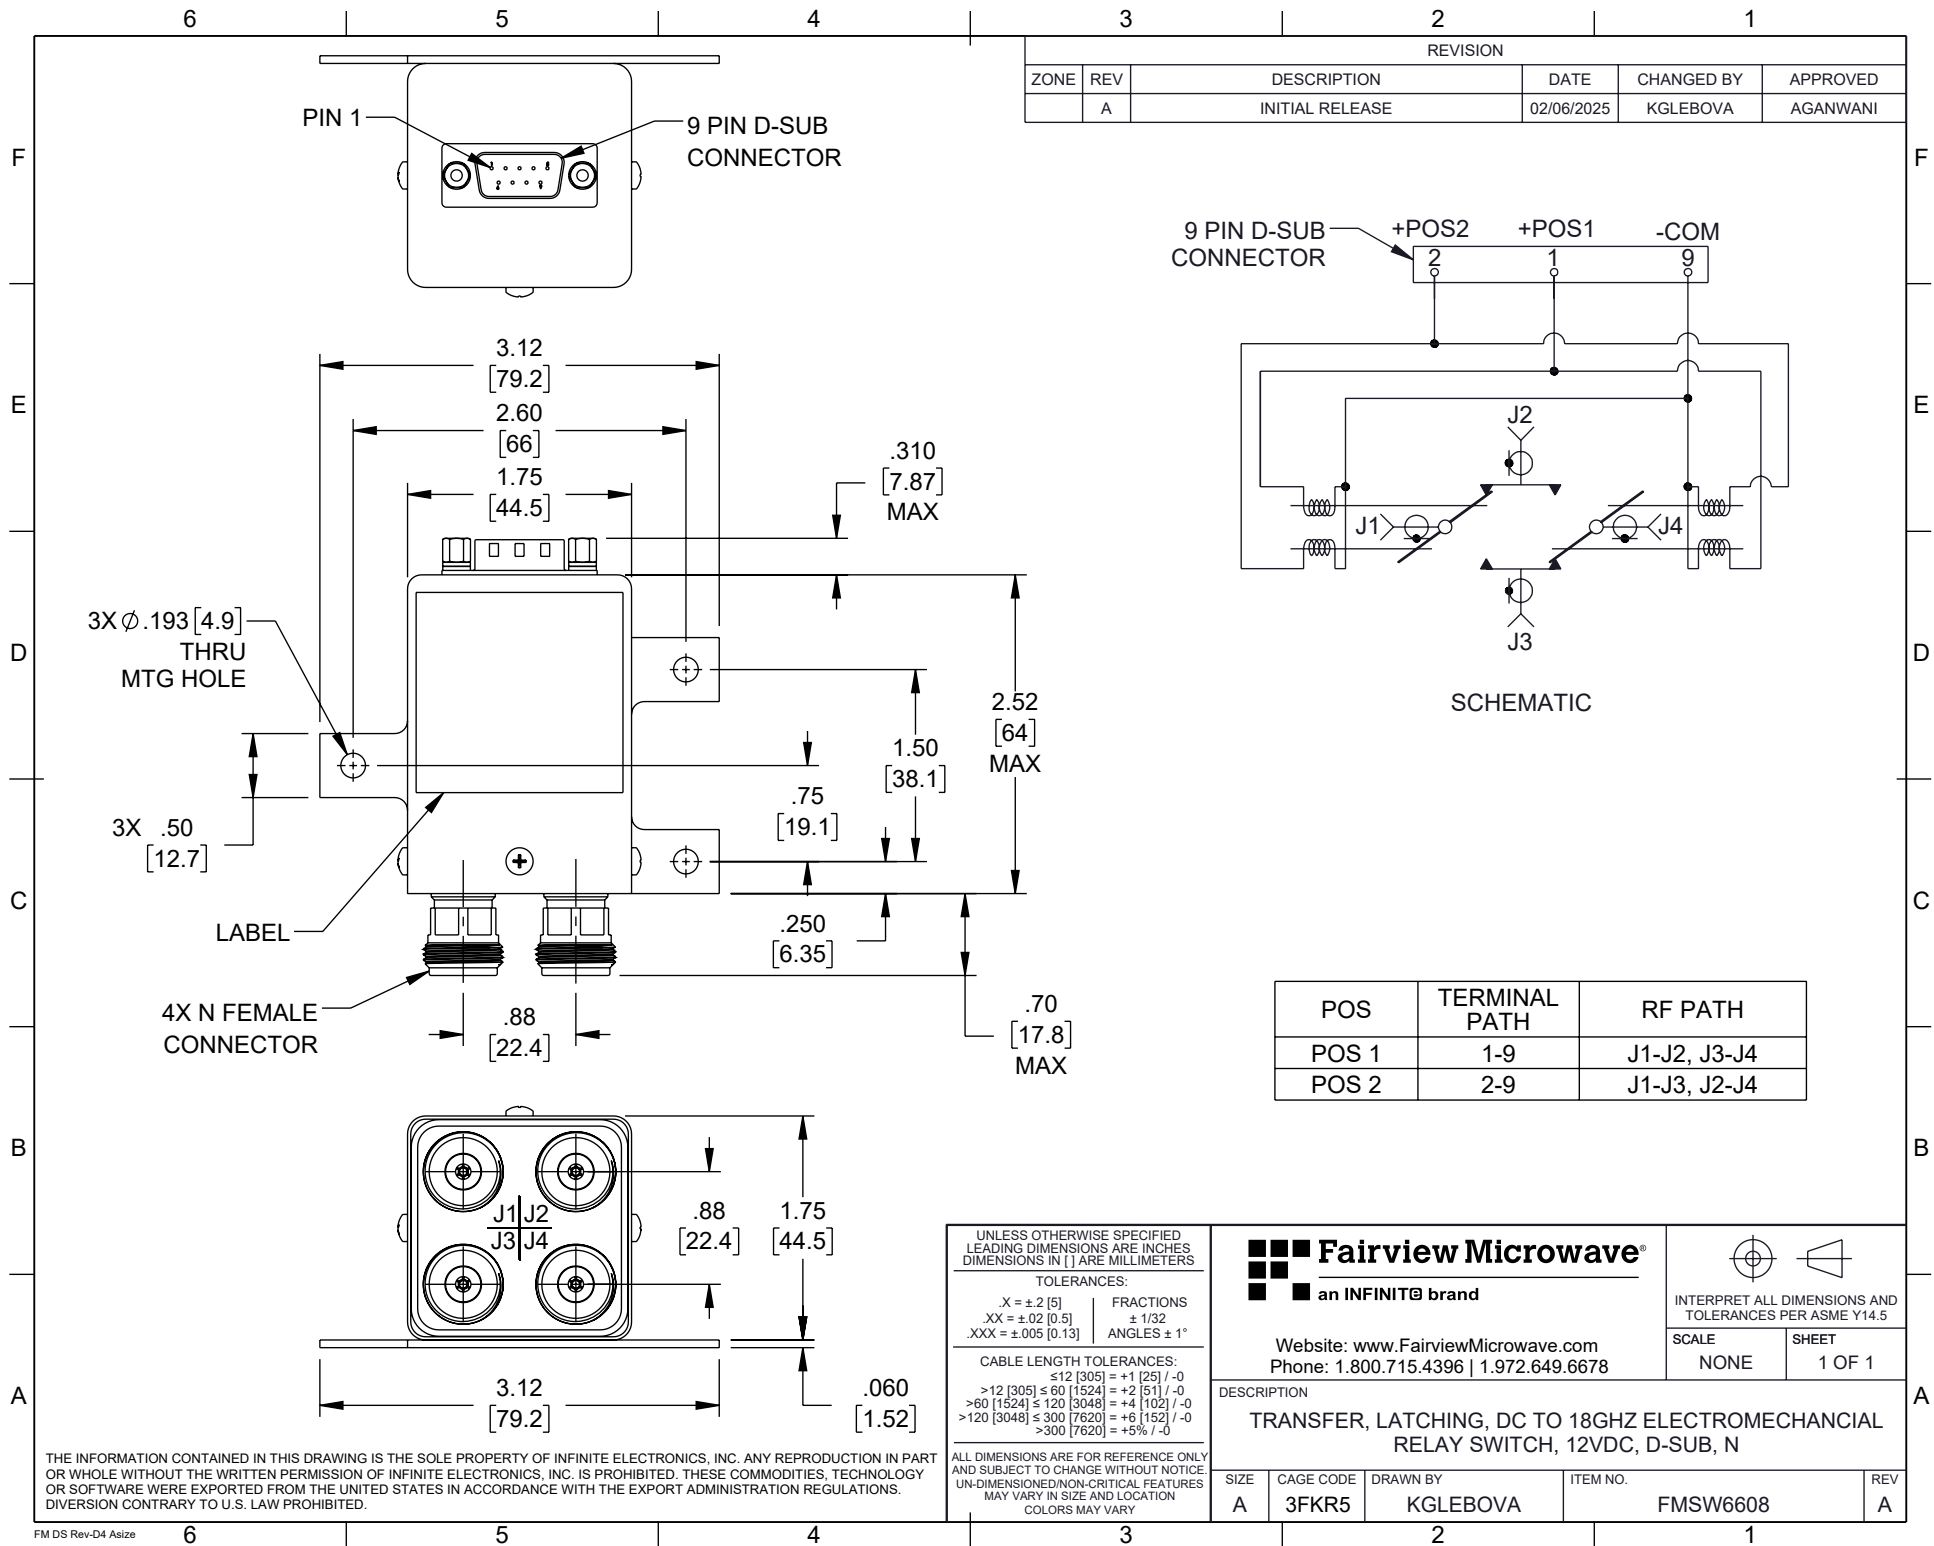 6 5 4 3 2 1
REVISION
ZONE REV DESCRIPTION DATE CHANGED BY APPROVED
A INITIAL RELEASE 02/06/2025 KGLEBOVA AGANWANI
F
E
D
C
B
A
F
E
D
C
B
A
PIN 1
9 PIN D-SUB
CONNECTOR
3.12
[79.2]
2.60
[66]
1.75
[44.5]
.310
[7.87]
MAX
3X ⌀.193 [4.9]
THRU
MTG HOLE
2.52
[64]
MAX
1.50
[38.1]
.75
[19.1]
3X .50
[12.7]
LABEL
.250
[6.35]
4X N FEMALE
CONNECTOR
.88
[22.4]
.70
[17.8]
MAX
9 PIN D-SUB
CONNECTOR
+POS2 +POS1 -COM
2 1 9
J2
J1
J4
J3
SCHEMATIC
POS TERMINAL PATH RF PATH
POS 1 1-9 J1-J2, J3-J4
POS 2 2-9 J1-J3, J2-J4
J1 J2
J3 J4
.88
[22.4]
1.75
[44.5]
3.12
[79.2]
.060
[1.52]
UNLESS OTHERWISE SPECIFIED
LEADING DIMENSIONS ARE INCHES
DIMENSIONS IN [ ] ARE MILLIMETERS
TOLERANCES:
.X = ±.2 [5]
.XX = ±.02 [0.5]
.XXX = ±.005 [0.13]
FRACTIONS
± 1/32
ANGLES ± 1°
CABLE LENGTH TOLERANCES:
≤12 [305] = +1 [25] / -0
>12 [305] ≤ 60 [1524] = +2 [51] / -0
>60 [1524] ≤ 120 [3048] = +4 [102] / -0
>120 [3048] ≤ 300 [7620] = +6 [152] / -0
>300 [7620] = +5% / -0
ALL DIMENSIONS ARE FOR REFERENCE ONLY
AND SUBJECT TO CHANGE WITHOUT NOTICE.
UN-DIMENSIONED/NON-CRITICAL FEATURES
MAY VARY IN SIZE AND LOCATION
COLORS MAY VARY
Fairview Microwave®
an INFINITE brand
Website: www.FairviewMicrowave.com
Phone: 1.800.715.4396 | 1.972.649.6678
INTERPRET ALL DIMENSIONS AND
TOLERANCES PER ASME Y14.5
SCALE SHEET
NONE 1 OF 1
DESCRIPTION
TRANSFER, LATCHING, DC TO 18GHZ ELECTROMECHANCIAL
RELAY SWITCH, 12VDC, D-SUB, N
SIZE CAGE CODE DRAWN BY ITEM NO. REV
A 3FKR5 KGLEBOVA FMSW6608 A
THE INFORMATION CONTAINED IN THIS DRAWING IS THE SOLE PROPERTY OF INFINITE ELECTRONICS, INC. ANY REPRODUCTION IN PART
OR WHOLE WITHOUT THE WRITTEN PERMISSION OF INFINITE ELECTRONICS, INC. IS PROHIBITED. THESE COMMODITIES, TECHNOLOGY
OR SOFTWARE WERE EXPORTED FROM THE UNITED STATES IN ACCORDANCE WITH THE EXPORT ADMINISTRATION REGULATIONS.
DIVERSION CONTRARY TO U.S. LAW PROHIBITED.
FM DS Rev-D4 Asize
6 5 4 3 2 1